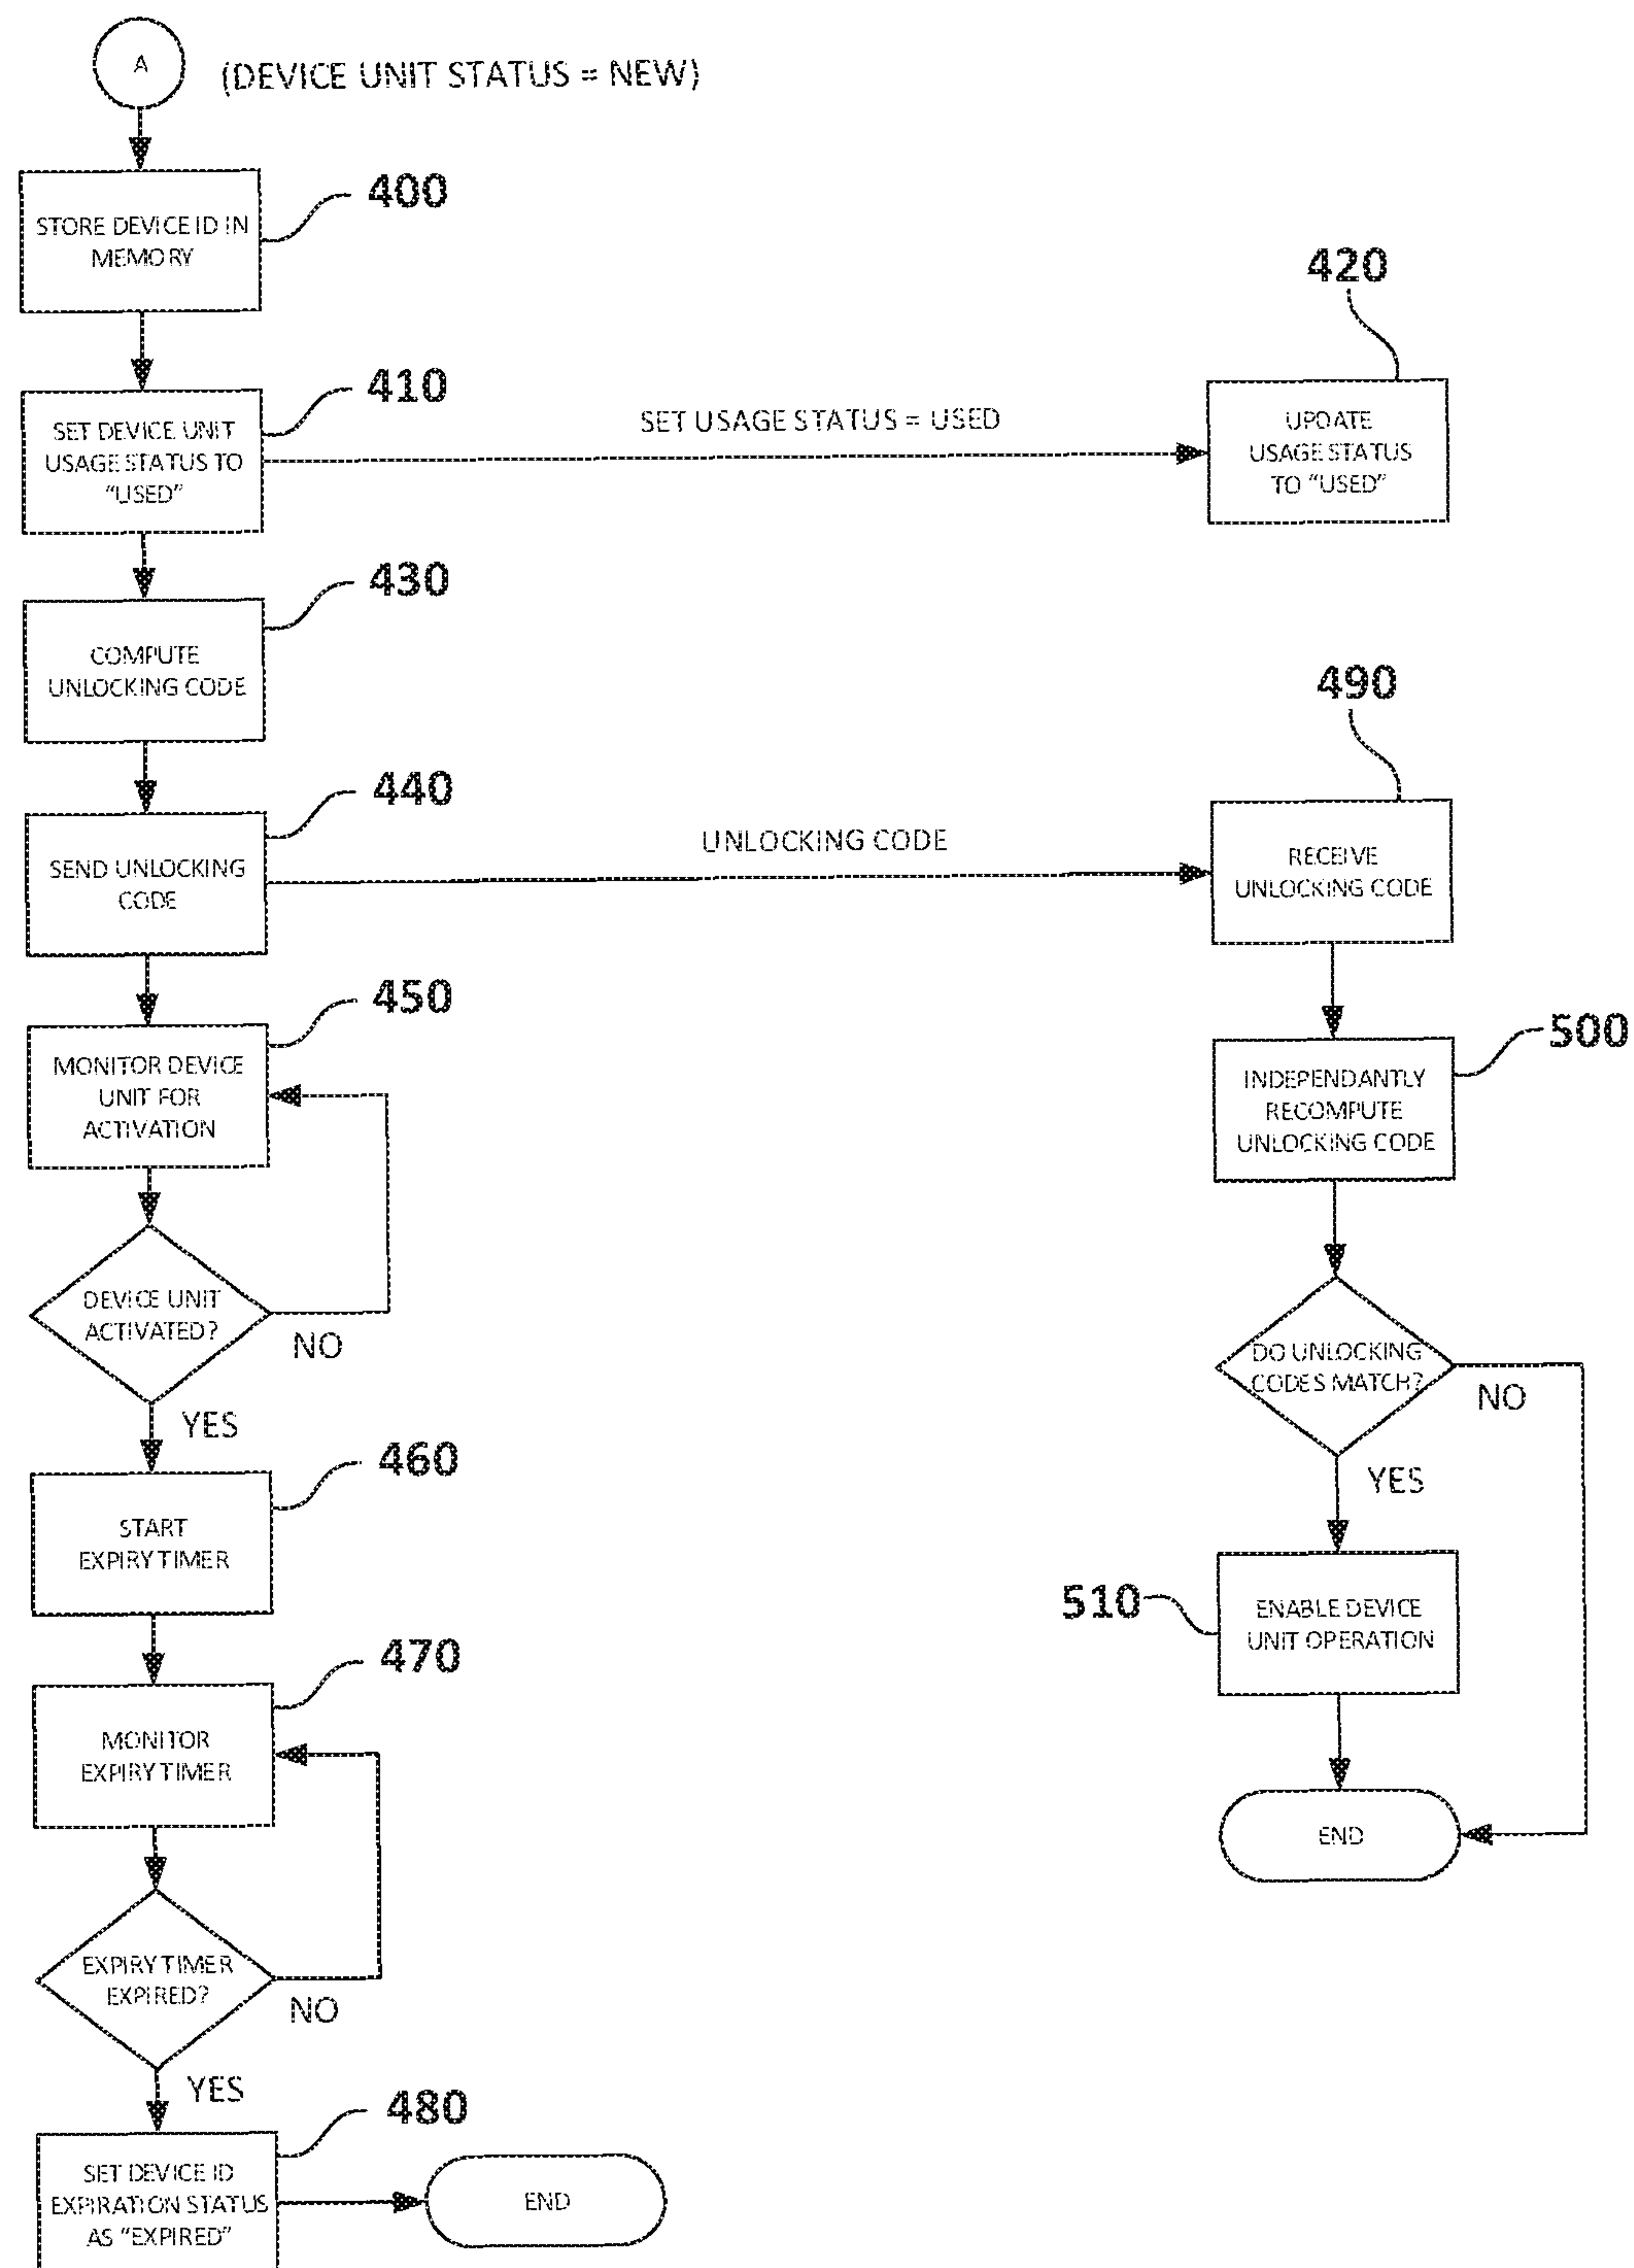 A
(DEVICE UNIT STATUS = NEW)
400
STORE DEVICE ID IN
MEMORY
420
410
SET DEVICE UNIT
USAGE STATUS TO
“USED”
SET USAGE STATUS = USED
UPDATE
USAGE STATUS
TO “USED”
430
COMPUTE
UNLOCKING CODE
490
440
SEND UNLOCKING
CODE
UNLOCKING CODE
RECEIVE
UNLOCKING CODE
450
MONITOR DEVICE
UNIT FOR
ACTIVATION
500
INDEPENDANTLY
RECOMPUTE
UNLOCKING CODE
DEVICE UNIT
ACTIVATED?
NO
YES
DO UNLOCKING
CODES MATCH?
NO
YES
460
START
EXPIRY TIMER
510
ENABLE DEVICE
UNIT OPERATION
470
MONITOR
EXPIRY TIMER
END
EXPIRY TIMER
EXPIRED?
NO
YES
480
SET DEVICE ID
EXPIRATION STATUS
AS “EXPIRED”
END